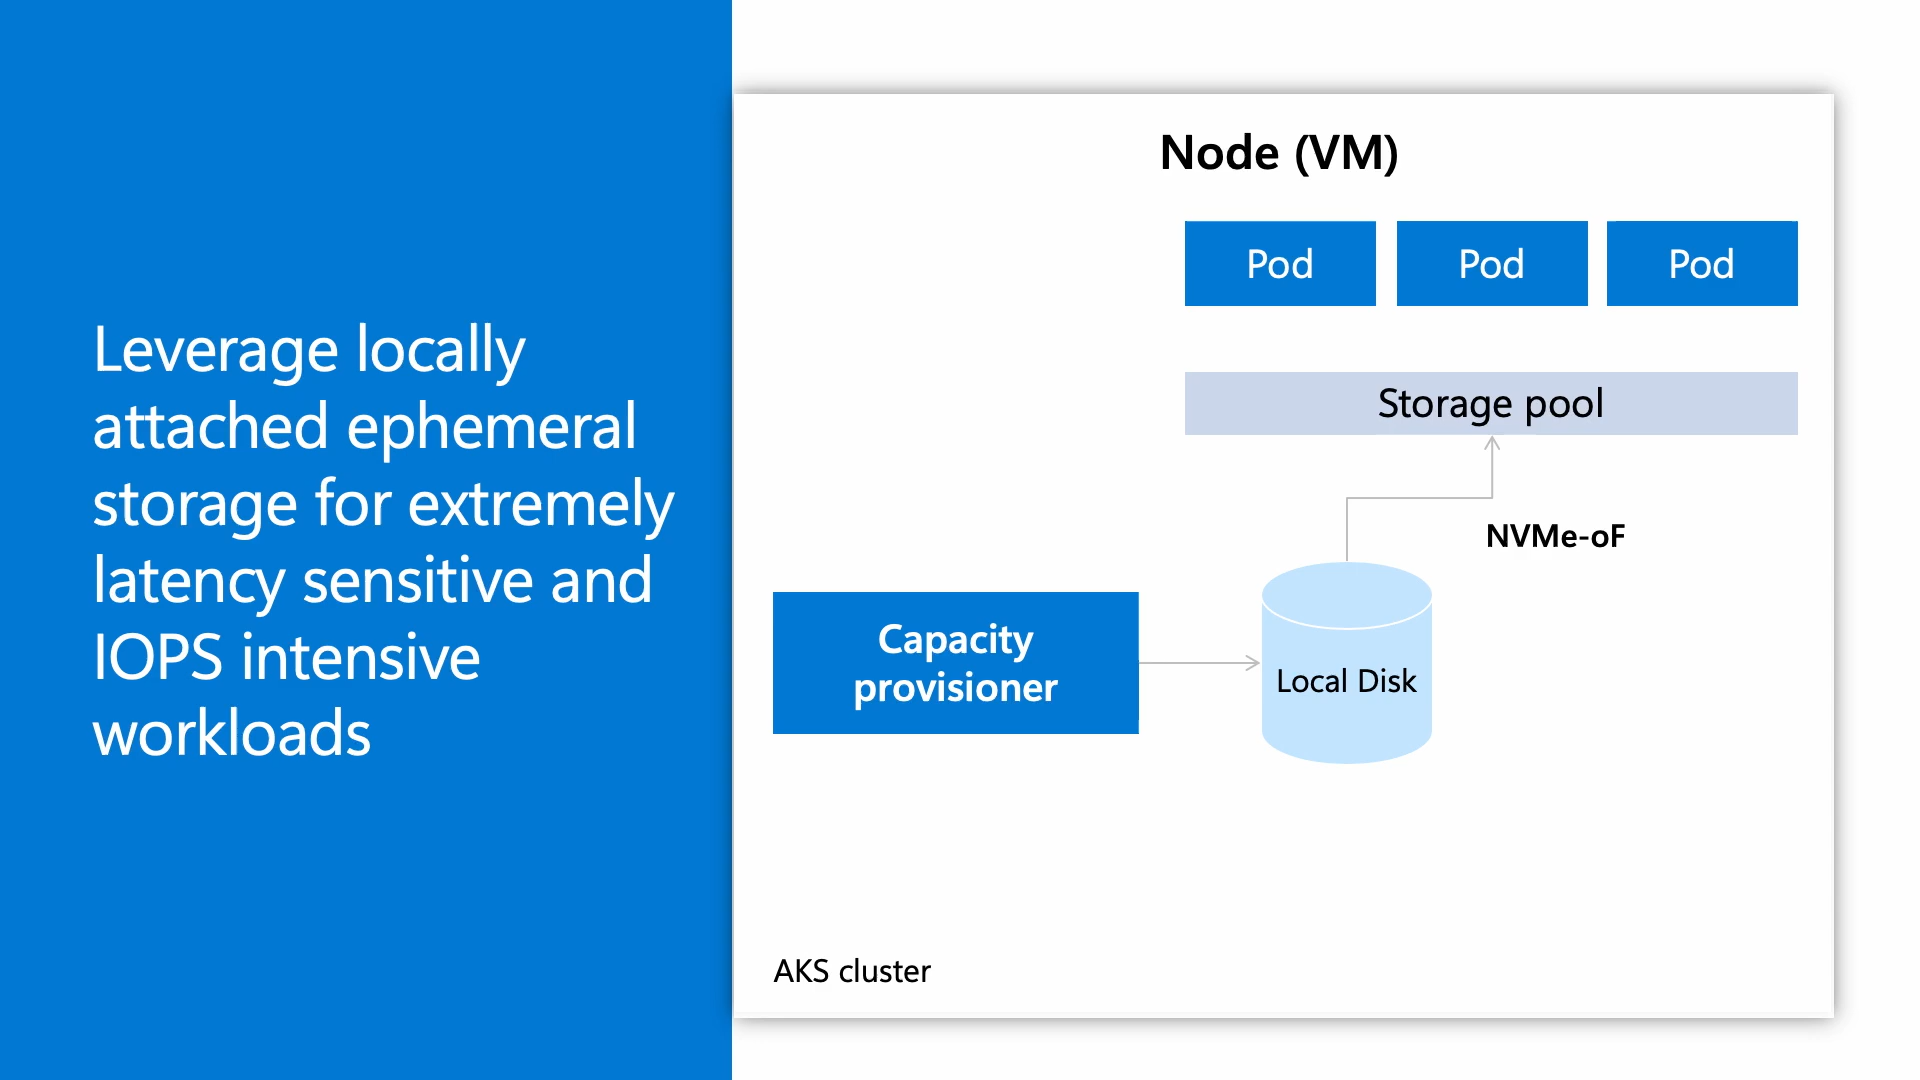 Leverage locally
attached ephemeral
storage for extremely
latency sensitive and
IOPS intensive
workloads
Node (VM)
Pod
Pod
Pod
Storage pool
NVMe-oF
Capacity
provisioner
Local Disk
AKS cluster